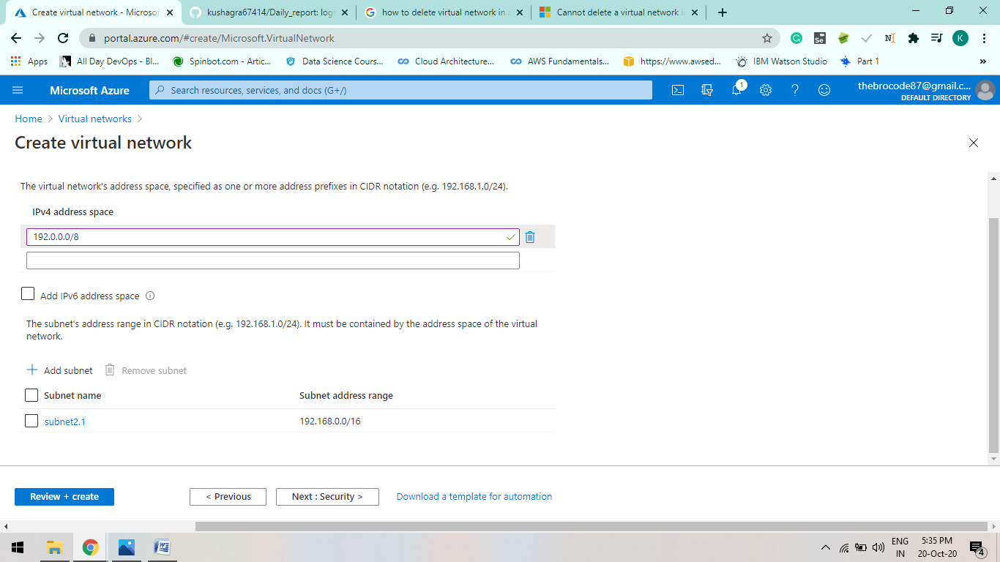 Create virtual network - Microsof
kushagra67414/Daily_report: log
how to delete virtual network in a
Cannot delete a virtual network i
portal.azure.com/#create/Microsoft.VirtualNetwork
Apps
All Day DevOps - Bl...
Spinbot.com - Artic...
Data Science Cours...
Cloud Architecture...
AWS Fundamentals...
https://www.awsed...
IBM Watson Studio
Part 1
Microsoft Azure
Search resources, services, and docs (G+/)
1
thebrocode87@gmail.c...
DEFAULT DIRECTORY
Home > Virtual networks >
Create virtual network
The virtual network's address space, specified as one or more address prefixes in CIDR notation (e.g. 192.168.1.0/24).
IPv4 address space
192.0.0.0/8
Add IPv6 address space
The subnet's address range in CIDR notation (e.g. 192.168.1.0/24). It must be contained by the address space of the virtual
network.
Add subnet
Remove subnet
Subnet name
Subnet address range
subnet2.1
192.168.0.0/16
Review + create
< Previous
Next : Security >
Download a template for automation
ENG
IN
5:35 PM
20-Oct-20
4